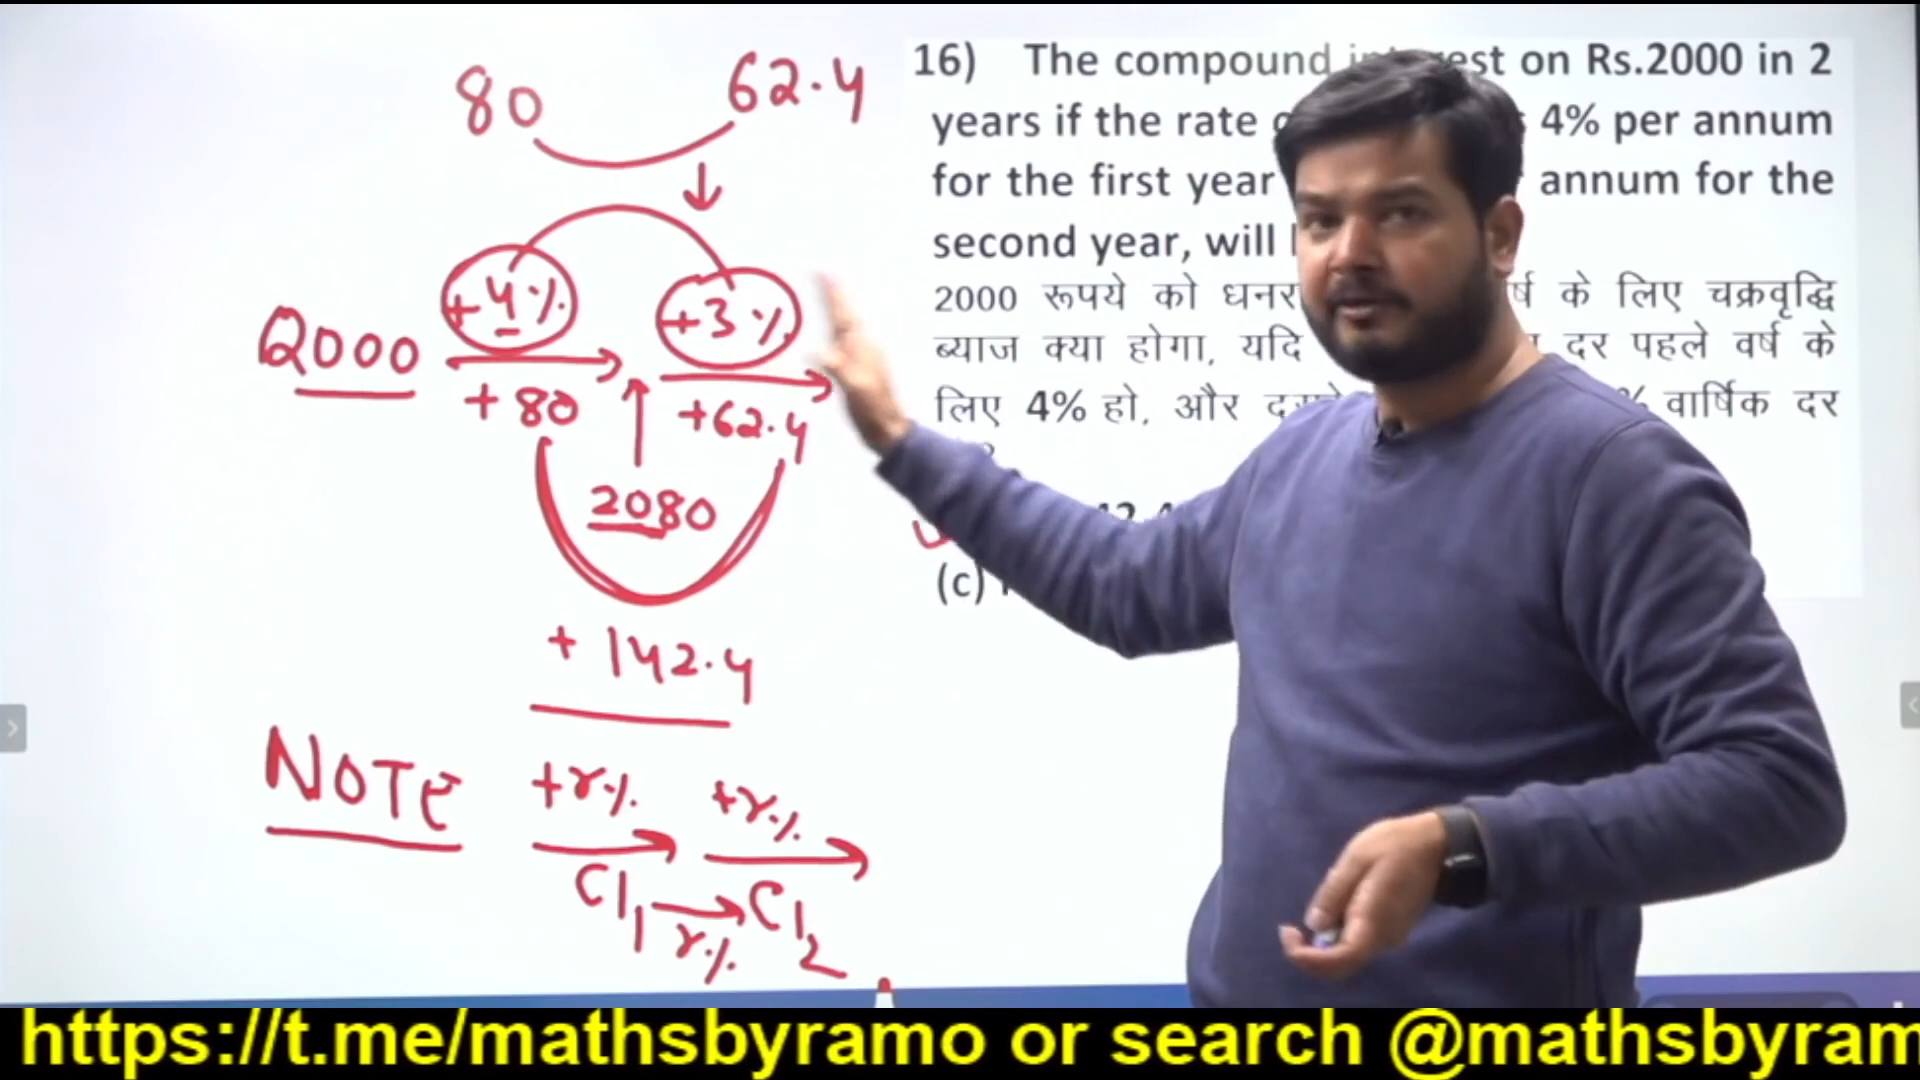 80 62.4
+4% +3%
2000
+80 +62.4
2080
+142.4
NOTE +r% +r%
CI1 CI2
r%
16) The compound on Rs.2000 in 2
years if the rate 4% per annum
for the first year annum for the
second year, will
2000 रूपये को के लिए चक्रवृद्धि
ब्याज क्या होगा, यदि दर पहले वर्ष के
लिए 4% हो, और % वार्षिक दर
(c)
https://t.me/mathsbyramo or search @mathsbyram